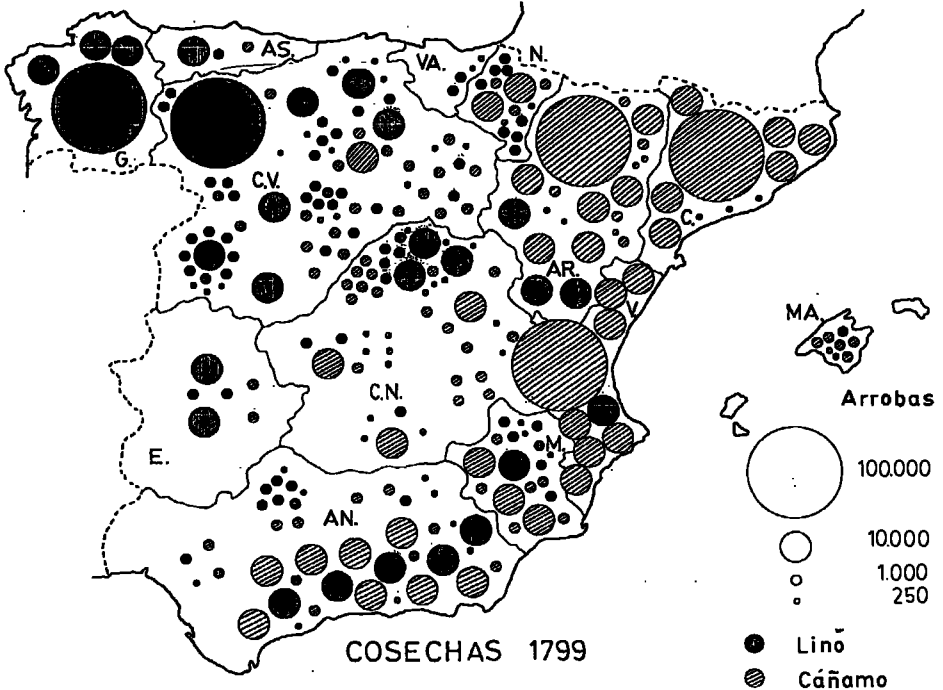 AS.
VA.
N.
G.
C.V.
C.
AR.
V.
MA.
C.N.
E.
M.
AN.
Arrobas
100.000
10.000
1.000
250
Lino
Cáñamo
COSECHAS 1799